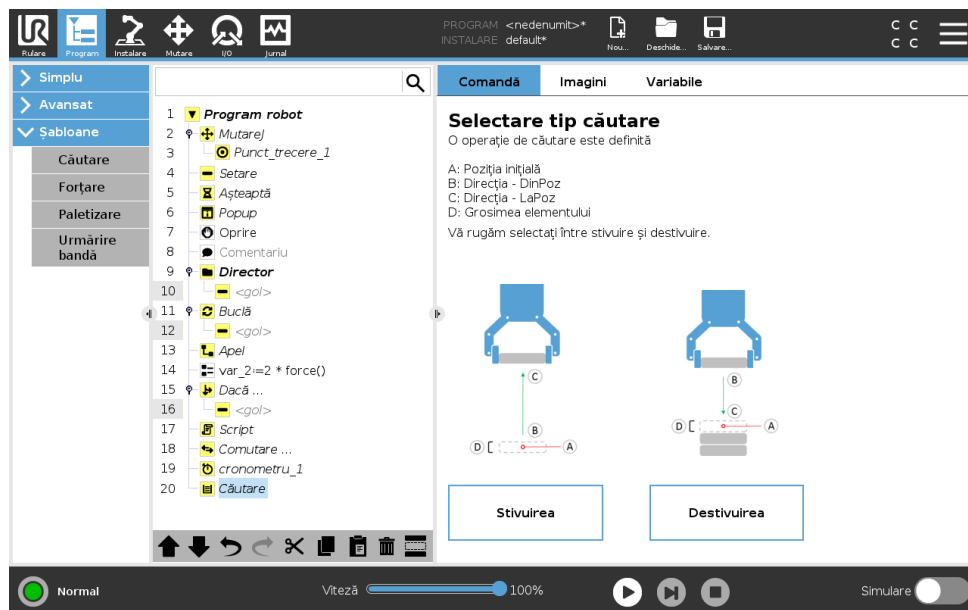 PROGRAM <nedenumit>*
INSTALARE default*
Rulare
Program
Instalare
Mutare
I/O
Jurnal
Nou...
Deschide...
Salvare...
C C
C C
Simplu
Avansat
Șabloane
Căutare
Forțare
Paletizare
Urmărire
bandă
1 Program robot
2 MutareJ
3 Punct_trecere_1
4 Setare
5 Așteaptă
6 Popup
7 Oprire
8 Comentariu
9 Director
10 <gol>
11 Buclă
12 <gol>
13 Apel
14 var_2:=2 * force()
15 Dacă ...
16 <gol>
17 Script
18 Comutare ...
19 cronometru_1
20 Căutare
Comandă
Imagini
Variabile
Selectare tip căutare
O operație de căutare este definită
A: Poziția inițială
B: Direcția - DinPoz
C: Direcția - LaPoz
D: Grosimea elementului
Vă rugăm selectați între stivuire și destivuire.
C
B
D
A
B
C
D
A
Stivuirea
Destivuirea
Normal
Viteză
100%
Simulare